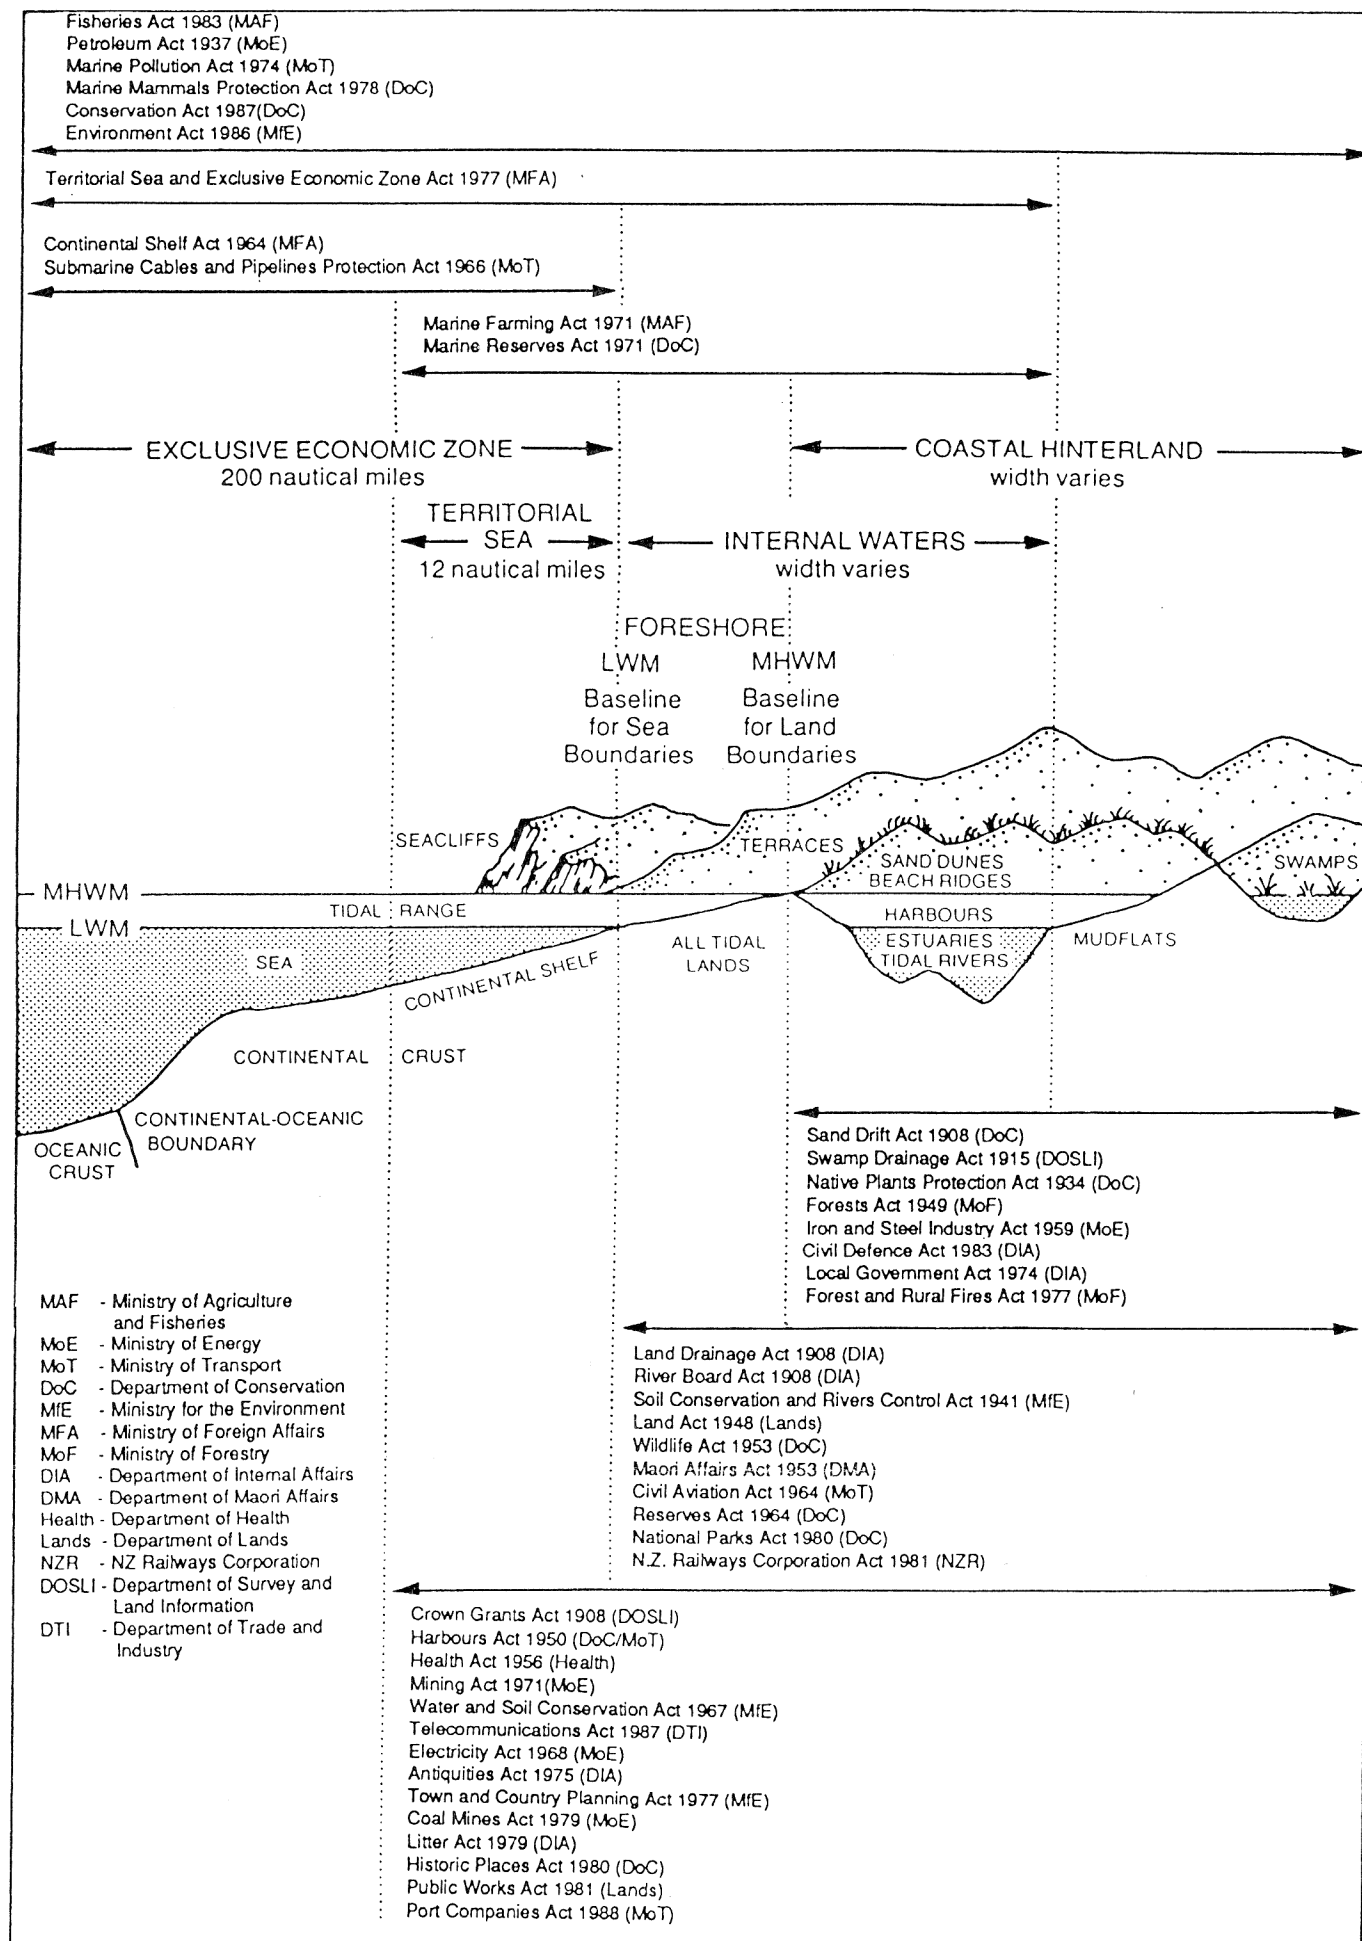 Fisheries Act 1983 (MAF)
Petroleum Act 1937 (MoE)
Marine Pollution Act 1974 (MoT)
Marine Mammals Protection Act 1978 (DoC)
Conservation Act 1987(DoC)
Environment Act 1986 (MfE)
Territorial Sea and Exclusive Economic Zone Act 1977 (MFA)
Continental Shelf Act 1964 (MFA)
Submarine Cables and Pipelines Protection Act 1966 (MoT)
Marine Farming Act 1971 (MAF)
Marine Reserves Act 1971 (DoC)
EXCLUSIVE ECONOMIC ZONE
200 nautical miles
COASTAL HINTERLAND
width varies
TERRITORIAL
SEA
12 nautical miles
INTERNAL WATERS
width varies
FORESHORE
LWM
Baseline
for Sea
Boundaries
MHWM
Baseline
for Land
Boundaries
SEACLIFFS
TERRACES
SAND DUNES
BEACH RIDGES
SWAMPS
MHWM
TIDAL RANGE
HARBOURS
LWM
SEA
CONTINENTAL SHELF
ALL TIDAL
LANDS
ESTUARIES
TIDAL RIVERS
MUDFLATS
CONTINENTAL CRUST
CONTINENTAL-OCEANIC
BOUNDARY
OCEANIC
CRUST
Sand Drift Act 1908 (DoC)
Swamp Drainage Act 1915 (DOSLI)
Native Plants Protection Act 1934 (DoC)
Forests Act 1949 (MoF)
Iron and Steel Industry Act 1959 (MoE)
Civil Defence Act 1983 (DIA)
Local Government Act 1974 (DIA)
Forest and Rural Fires Act 1977 (MoF)
MAF - Ministry of Agriculture
and Fisheries
MoE - Ministry of Energy
MoT - Ministry of Transport
DoC - Department of Conservation
MfE - Ministry for the Environment
MFA - Ministry of Foreign Affairs
MoF - Ministry of Forestry
DIA - Department of Internal Affairs
DMA - Department of Maori Affairs
Health - Department of Health
Lands - Department of Lands
NZR - NZ Railways Corporation
DOSLI - Department of Survey and
Land Information
DTI - Department of Trade and
Industry
Land Drainage Act 1908 (DIA)
River Board Act 1908 (DIA)
Soil Conservation and Rivers Control Act 1941 (MfE)
Land Act 1948 (Lands)
Wildlife Act 1953 (DoC)
Maori Affairs Act 1953 (DMA)
Civil Aviation Act 1964 (MoT)
Reserves Act 1964 (DoC)
National Parks Act 1980 (DoC)
N.Z. Railways Corporation Act 1981 (NZR)
Crown Grants Act 1908 (DOSLI)
Harbours Act 1950 (DoC/MoT)
Health Act 1956 (Health)
Mining Act 1971(MoE)
Water and Soil Conservation Act 1967 (MfE)
Telecommunications Act 1987 (DTI)
Electricity Act 1968 (MoE)
Antiquities Act 1975 (DIA)
Town and Country Planning Act 1977 (MfE)
Coal Mines Act 1979 (MoE)
Litter Act 1979 (DIA)
Historic Places Act 1980 (DoC)
Public Works Act 1981 (Lands)
Port Companies Act 1988 (MoT)